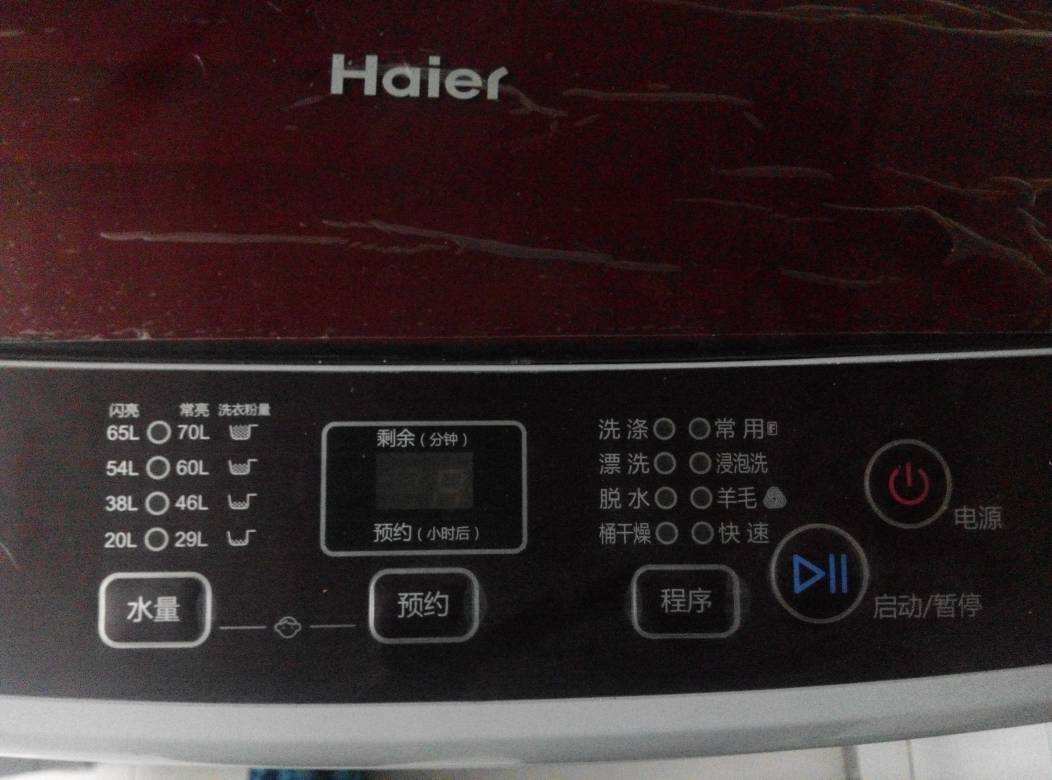 Haier
闪亮 常亮 洗衣粉量
65L 70L
54L 60L
38L 46L
20L 29L
水量
剩余(分钟)
预约(小时后)
预约
洗涤 常用
漂洗 浸泡洗
脱水 羊毛
桶干燥 快速
程序
电源
启动/暂停